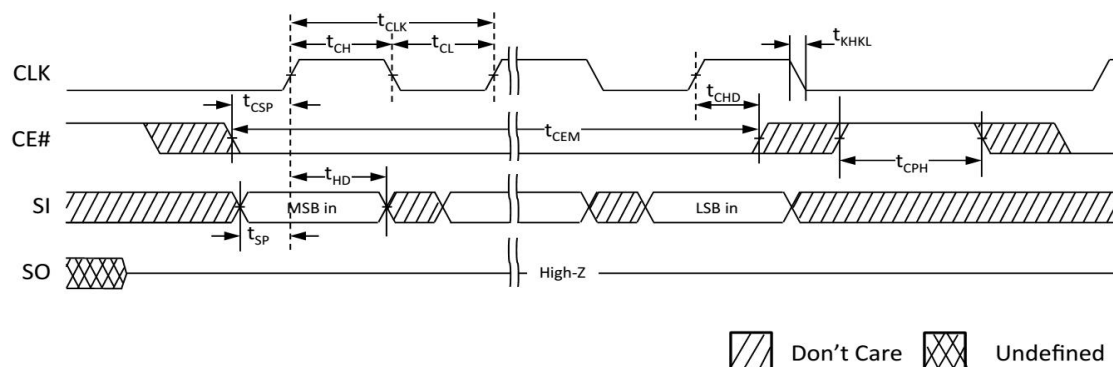 tCLK
tCH tCL
tKHKL
CLK
tCSP
tCHD
CE#
tCEM
tCPH
tHD
SI
MSB in
LSB in
tSP
SO
High-Z
Don't Care
Undefined